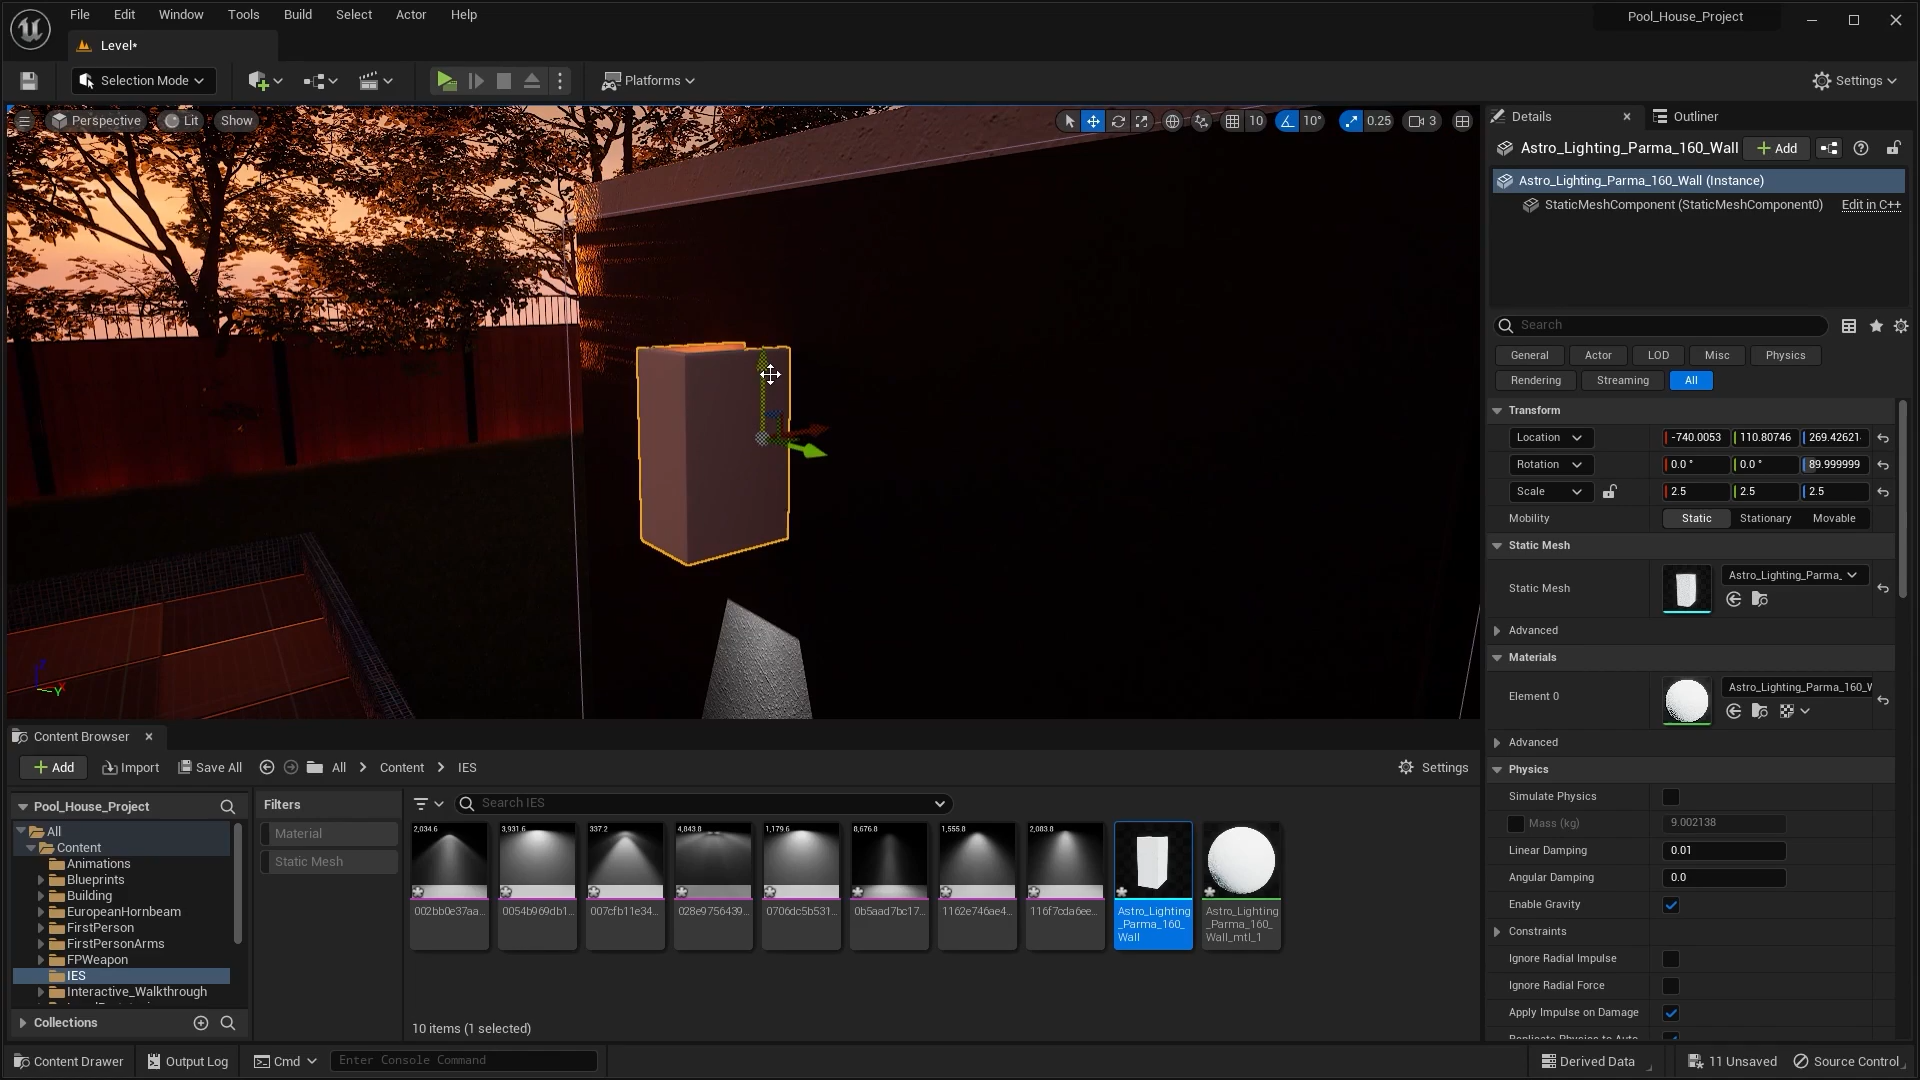 File Edit Window Tools Build Select Actor Help
Pool_House_Project
Level*
Selection Mode
Platforms
Settings
Perspective Lit Show
10 10° 0.25 3
Details
Outliner
Astro_Lighting_Parma_160_Wall
Add
Astro_Lighting_Parma_160_Wall (Instance)
StaticMeshComponent (StaticMeshComponent0) Edit in C++
Search
General Actor LOD Misc Physics
Rendering Streaming All
Transform
Location -740.0053 110.80746 269.42621
Rotation 0.0 ° 0.0 ° 89.999999
Scale 2.5 2.5 2.5
Mobility Static Stationary Movable
Static Mesh
Static Mesh Astro_Lighting_Parma_
Advanced
Materials
Element 0 Astro_Lighting_Parma_160_W
Advanced
Physics
Simulate Physics
Mass (kg) 9.002138
Linear Damping 0.01
Angular Damping 0.0
Enable Gravity
Constraints
Ignore Radial Impulse
Ignore Radial Force
Apply Impulse on Damage
Y
Content Browser
Add Import Save All All Content IES Settings
Pool_House_Project
All
Content
Animations
Blueprints
Building
EuropeanHornbeam
FirstPerson
FirstPersonArms
FPWeapon
IES
Interactive_Walkthrough
Collections
Filters
Material
Static Mesh
Search IES
2,034.6 3,931.6 337.2 4,843.8 1,179.6 8,676.8 1,555.8 2,083.8
002bb0e37aa... 0054b969db1... 007cfb11e34... 028e9756439... 0706dc5b531... 0b5aad7bc17... 1162e746ae4... 116f7cda6ee...
Astro_Lighting
_Parma_160_
Wall
Astro_Lighting
_Parma_160_
Wall_mtl_1
10 items (1 selected)
Content Drawer Output Log Cmd Enter Console Command
Derived Data 11 Unsaved Source Control